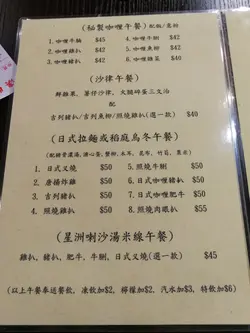 (秘製咖喱午餐) 配飯/意粉
1. 咖喱牛腩 $45 4. 咖喱牛脷 $42
2. 咖喱雞扒 $42 5. 咖喱魚柳 $42
3. 咖喱豬扒 $42 6. 咖喱雜菜 $40
(沙律午餐)
鮮雜果、薯仔沙律、火腿碎蛋三文治
配
吉列豬扒/吉列魚柳/照燒雞扒(選一款) $40
(日式拉麵或稻庭烏冬午餐)
1. 日式叉燒 $50 5. 照燒牛脷 $50
2. 唐揚炸雞 $50 6. 日式咖喱豬扒 $50
3. 吉列豬扒 $50 7. 日式咖喱肥牛 $50
4. 照燒雞扒 $50 8. 照燒肉眼扒 $55
(星洲喇沙湯米線午餐)
雞扒、豬扒、肥牛、牛脷、日式叉燒(選一款) $45
(以上午餐奉送餐飲, 凍飲加$2, 檸檬加$2, 汽水加$3, 特飲加$6)